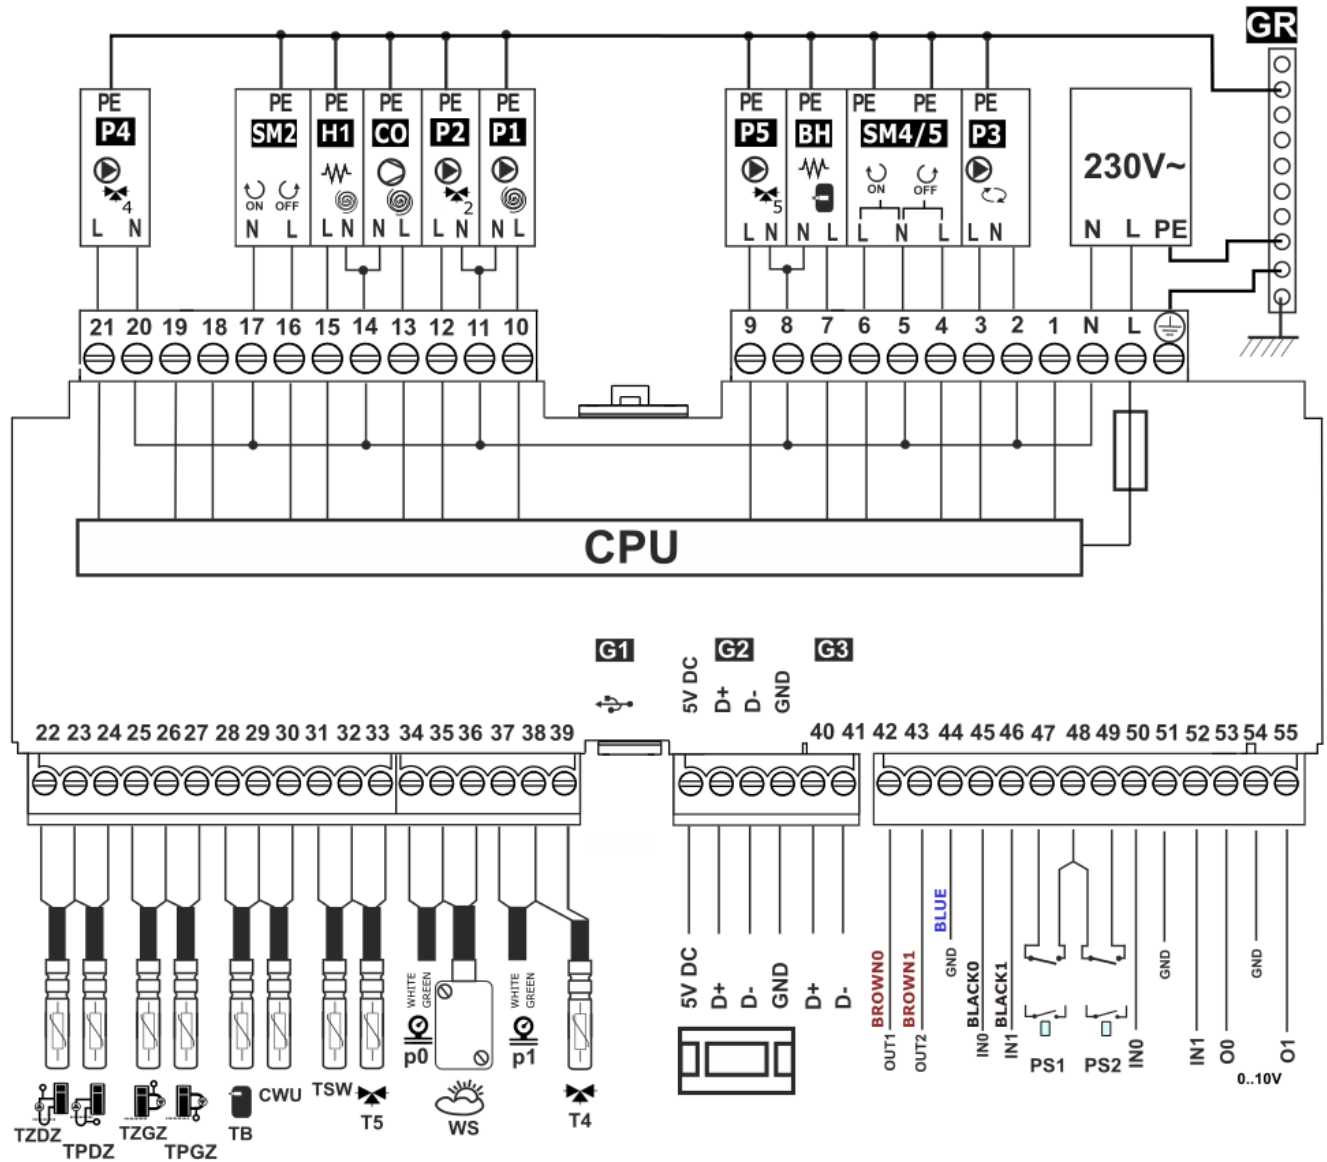 GR
PE PE PE PE PE PE PE PE PE PE PE
P4 SM2 H1 CO P2 P1 P5 BH SM4/5 P3 230V~
ON OFF ON OFF
4 2 5
L N N L L N N L L N N L L N N L L N L L N N L PE
21 20 19 18 17 16 15 14 13 12 11 10 9 8 7 6 5 4 3 2 1 N L
CPU
G1 G2 G3
5V DC D+ D- GND
22 23 24 25 26 27 28 29 30 31 32 33 34 35 36 37 38 39 40 41 42 43 44 45 46 47 48 49 50 51 52 53 54 55
BLUE
WHITE GREEN WHITE GREEN 5V DC D+ D- GND D+ D- BROWN0 BROWN1 GND BLACK0 BLACK1 GND GND
OUT1 OUT2 IN0 IN1 PS1 PS2 IN0 IN1 O0 O1
p0 p1
0..10V
TZDZ TPDZ TZGZ TPGZ TB CWU TSW T5 WS T4